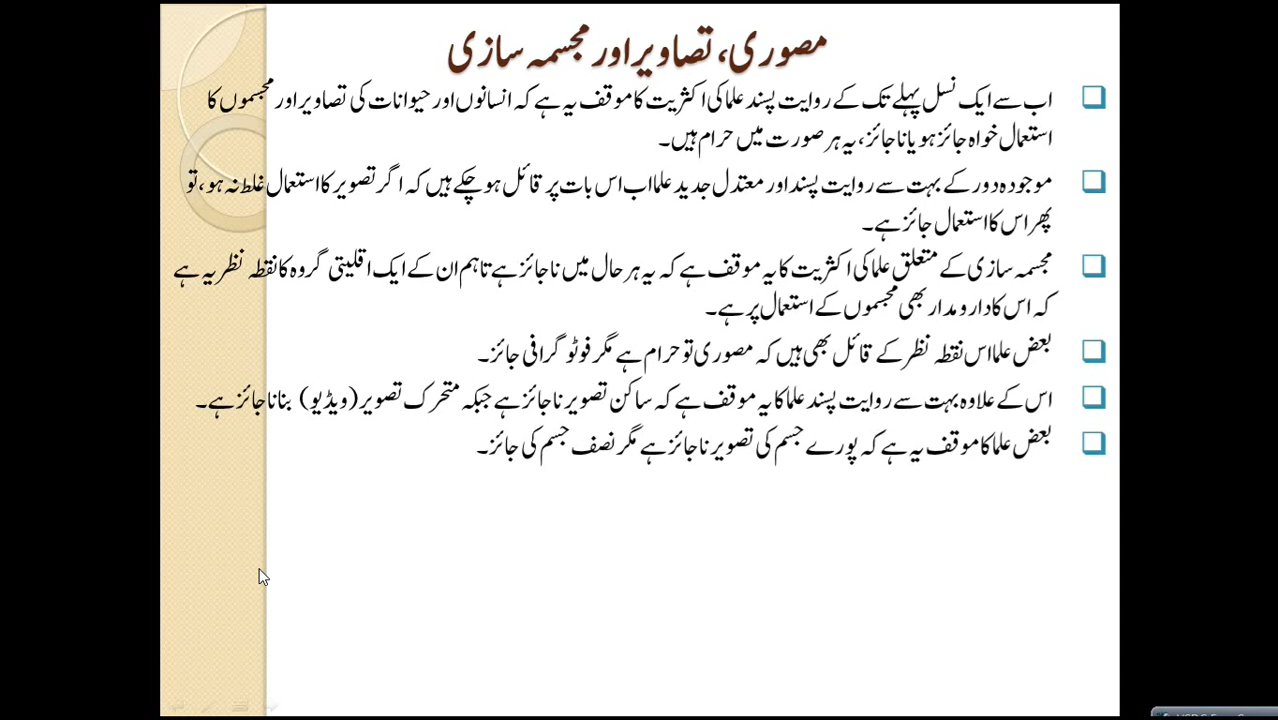 مصوری، تصاویر اور مجسمہ سازی
اب سے ایک نسل پہلے تک کے روایت پسند علما کی اکثریت کا موقف یہ ہے کہ انسانوں اور حیوانات کی تصاویر اور مجسموں کا
استعمال خواہ جائز ہو یا ناجائز، یہ ہر صورت میں حرام ہیں۔
موجودہ دور کے بہت سے روایت پسند اور معتدل جدید علما اب اس بات پر قائل ہو چکے ہیں کہ اگر تصویر کا استعمال غلط نہ ہو، تو
پھر اس کا استعمال جائز ہے۔
مجسمہ سازی کے متعلق علما کی اکثریت کا یہ موقف ہے کہ یہ ہر حال میں ناجائز ہے تاہم ان کے ایک اقلیتی گروہ کا نقطہ نظر یہ ہے
کہ اس کا دار و مدار بھی مجسموں کے استعمال پر ہے۔
بعض علما اس نقطہ نظر کے قائل بھی ہیں کہ مصوری تو حرام ہے مگر فوٹو گرافی جائز۔
اس کے علاوہ بہت سے روایت پسند علما کا یہ موقف ہے کہ ساکن تصویر ناجائز ہے جبکہ متحرک تصویر (ویڈیو) بنانا جائز ہے۔
بعض علما کا موقف یہ ہے کہ پورے جسم کی تصویر ناجائز ہے مگر نصف جسم کی جائز۔